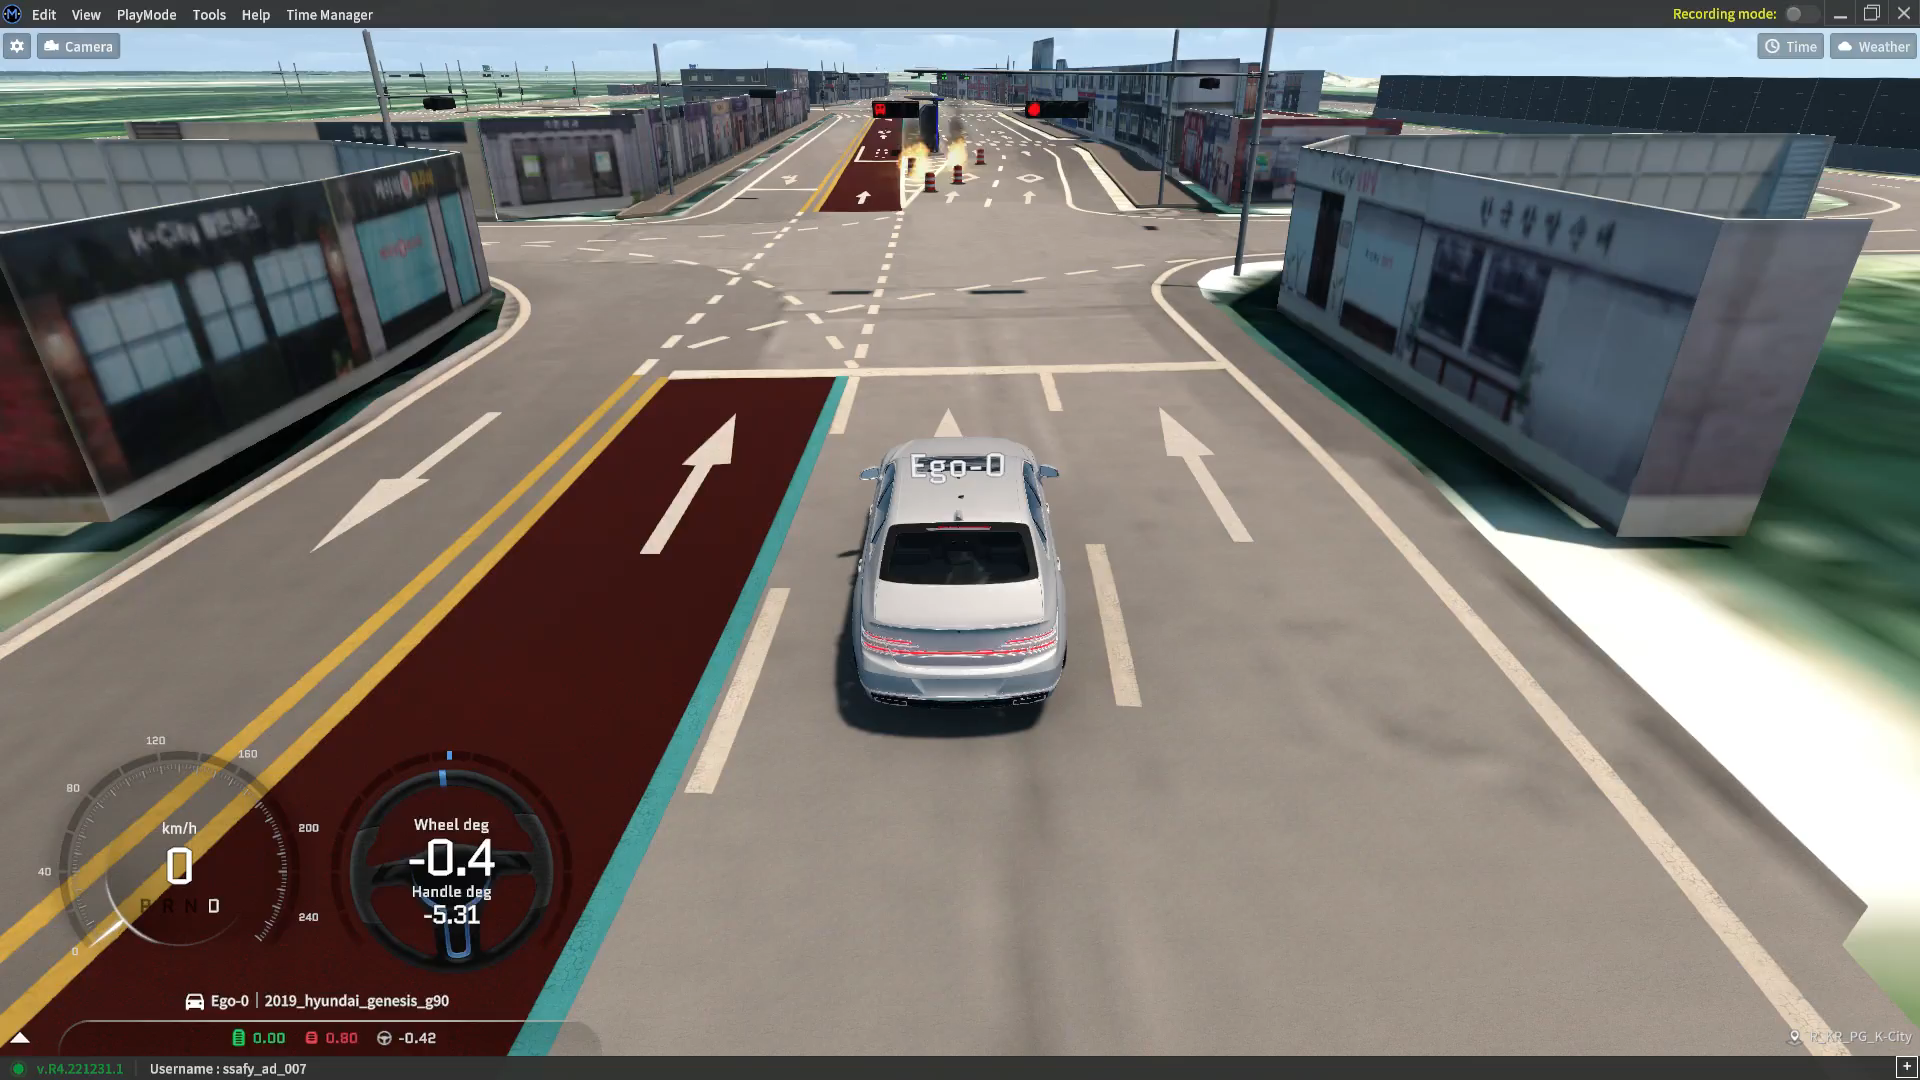 Edit View PlayMode Tools Help Time Manager Recording mode:
Camera Time Weather
K-City
Ego-0
120
160
80
km/h
200
0
40
P R N D
240
0
Wheel deg
-0.4
Handle deg
-5.31
Ego-0 | 2019_hyundai_genesis_g90
0.00 0.80 -0.42
R_KR_PG_K-City
v.R4.221231.1 Username : ssafy_ad_007